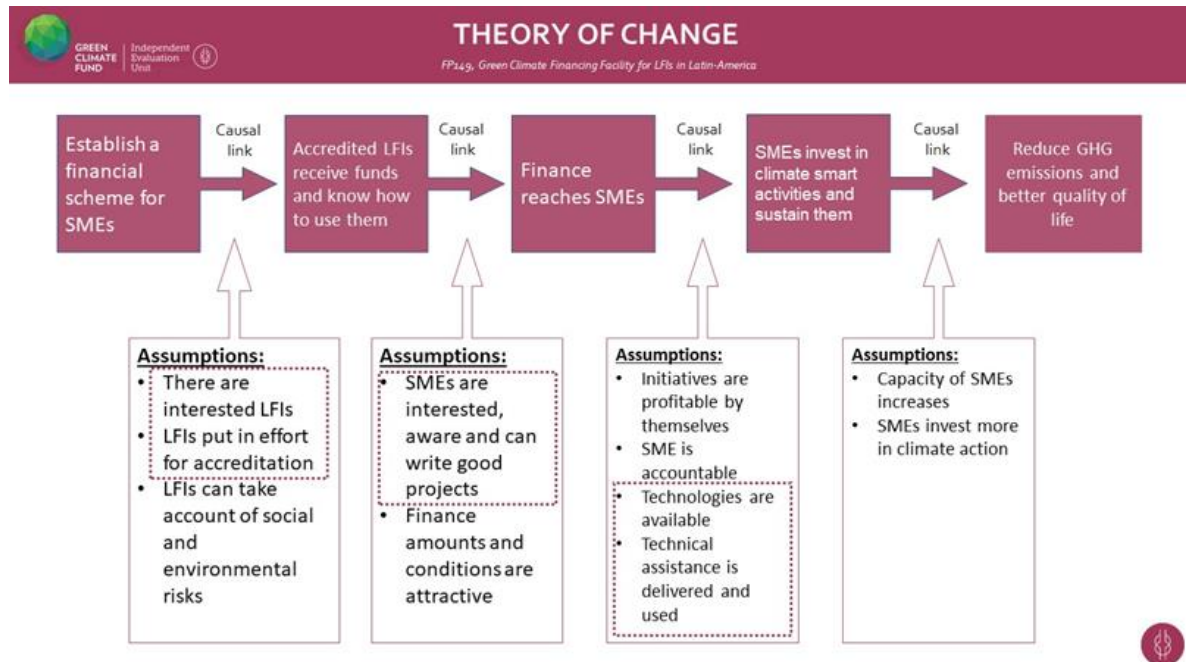 GREEN
CLIMATE
FUND
Independent
Evaluation
Unit
THEORY OF CHANGE
FP149, Green Climate Financing Facility for LFIs in Latin-America
Establish a
financial
scheme for
SMEs
Causal
link
Accredited LFIs
receive funds
and know how
to use them
Causal
link
Finance
reaches SMEs
Causal
link
SMEs invest in
climate smart
activities and
sustain them
Causal
link
Reduce GHG
emissions and
better quality of
life
Assumptions:
• There are
interested LFIs
• LFIs put in effort
for accreditation
• LFIs can take
account of social
and
environmental
risks
Assumptions:
• SMEs are
interested,
aware and can
write good
projects
• Finance
amounts and
conditions are
attractive
Assumptions:
• Initiatives are
profitable by
themselves
• SME is
accountable
• Technologies are
available
• Technical
assistance is
delivered and
used
Assumptions:
• Capacity of SMEs
increases
• SMEs invest more
in climate action